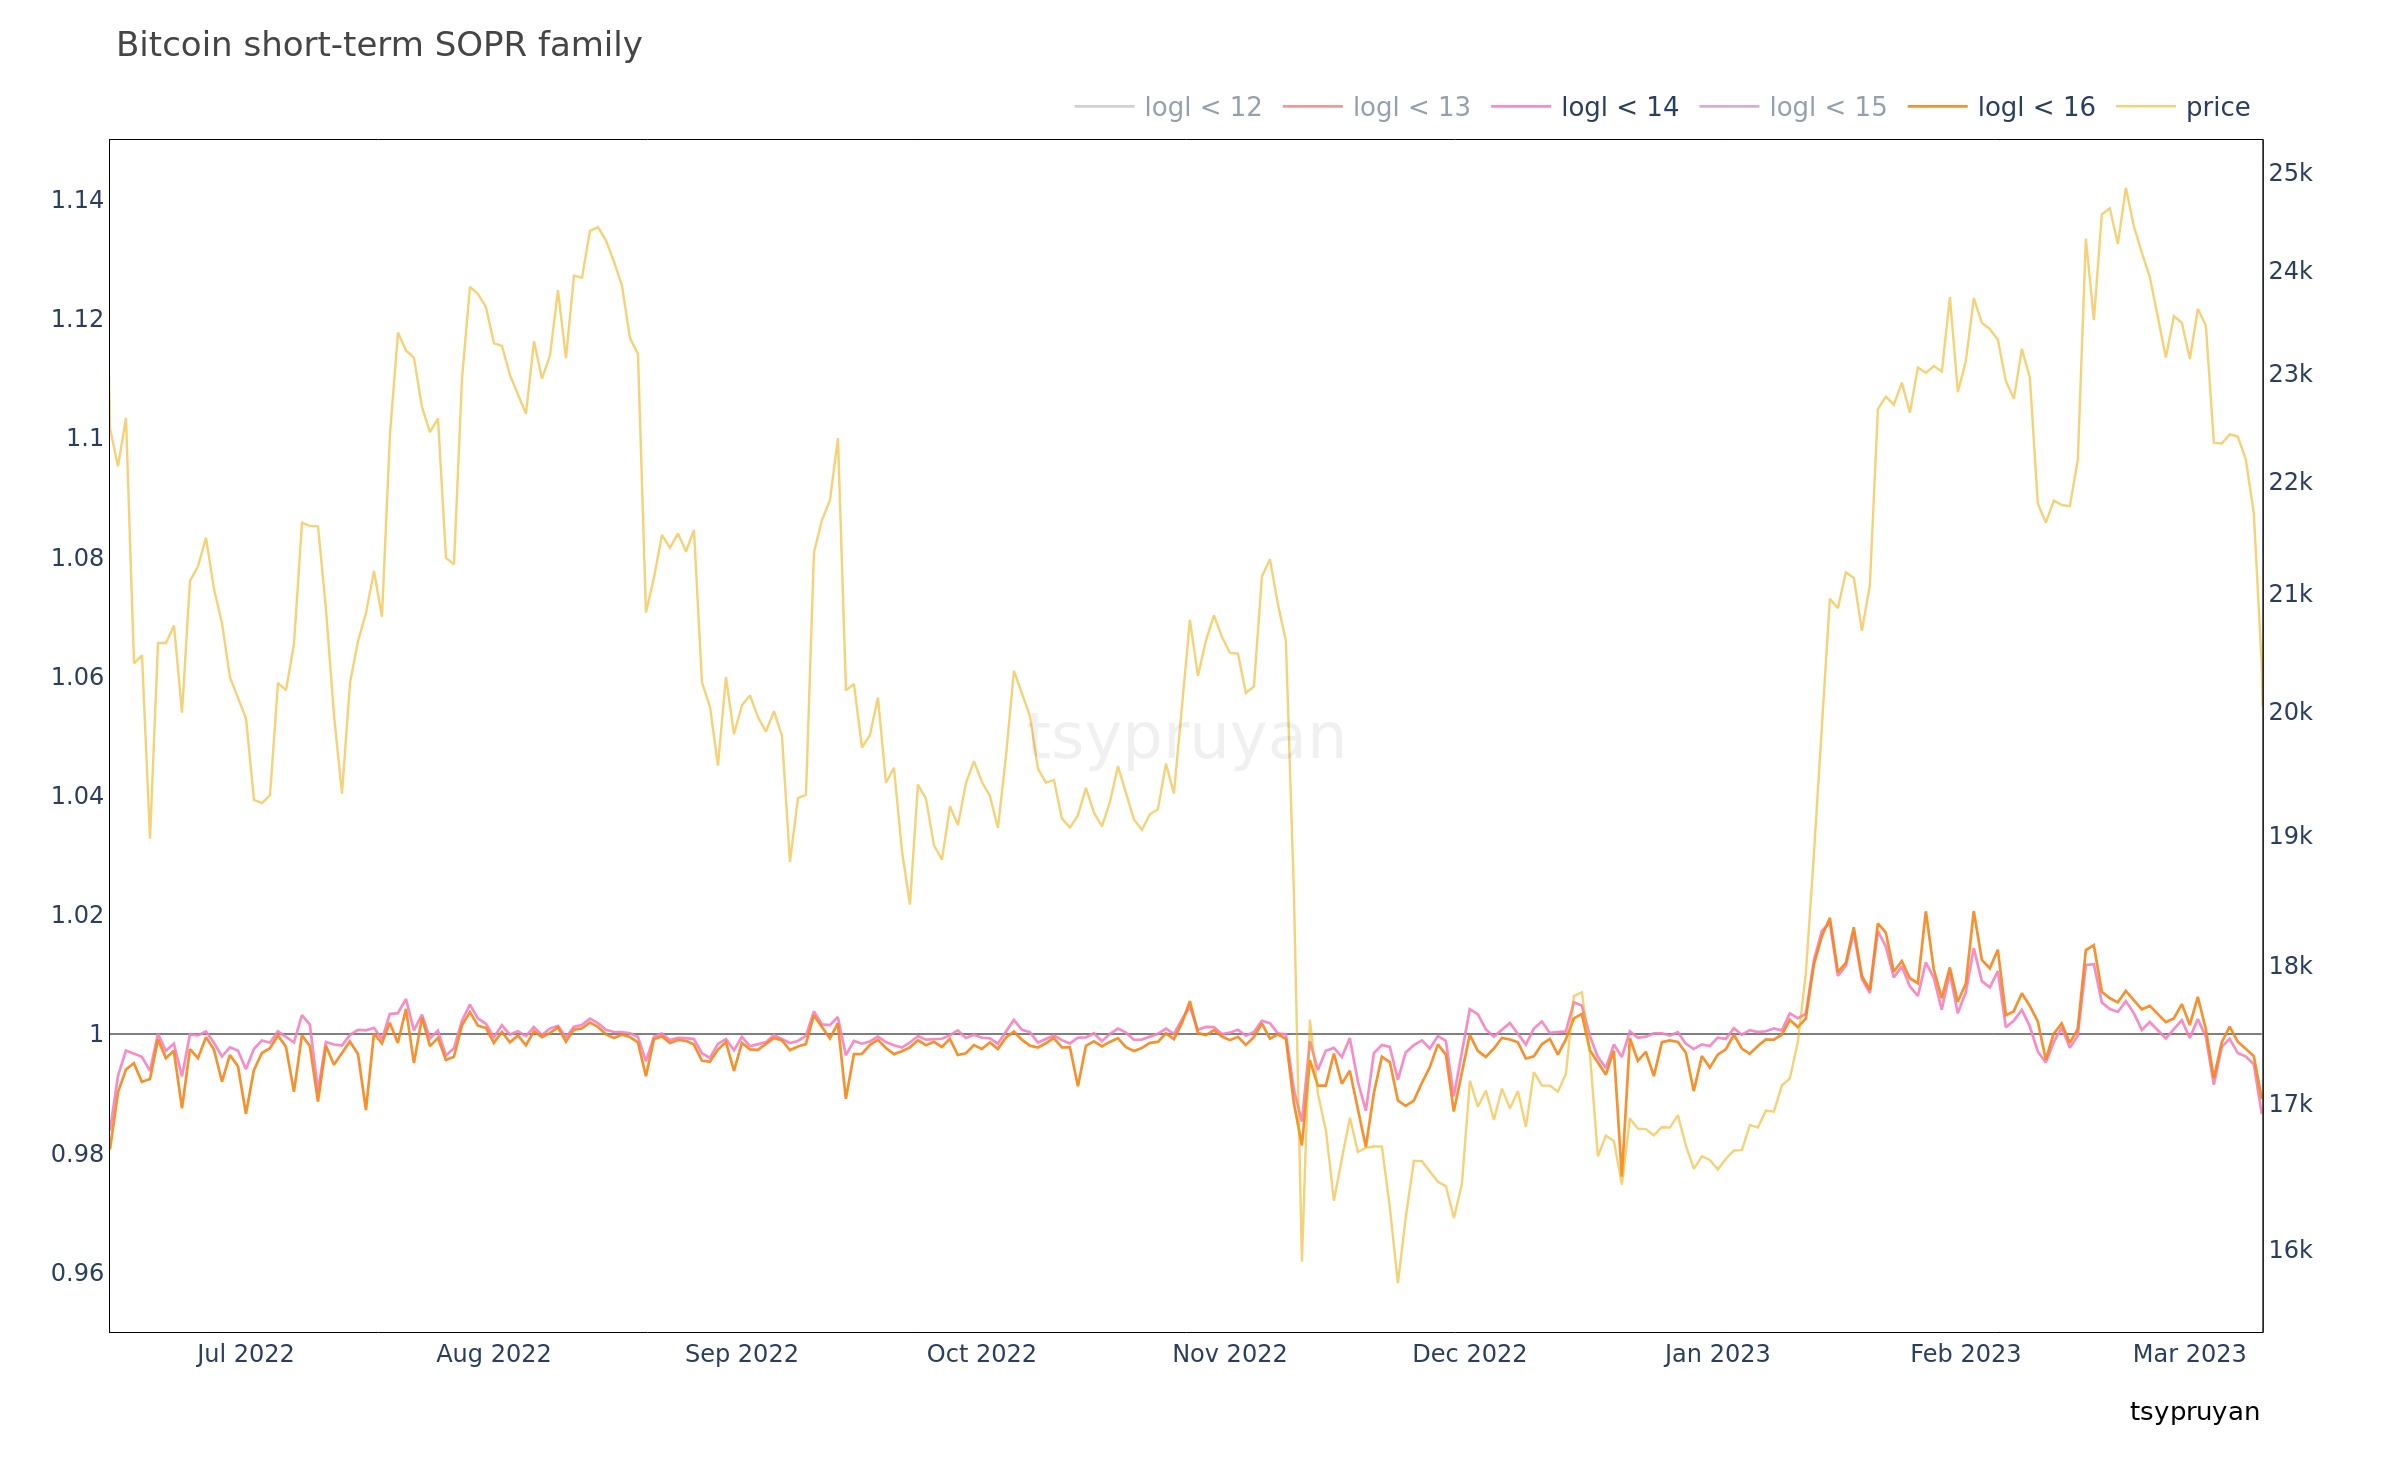 Bitcoin short-term SOPR family
logl < 12 logl < 13 logl < 14 logl < 15 logl < 16 price
1.14
1.12
1.1
1.08
1.06
1.04
1.02
1
0.98
0.96
25k
24k
23k
22k
21k
20k
19k
18k
17k
16k
tsypruyan
Jul 2022 Aug 2022 Sep 2022 Oct 2022 Nov 2022 Dec 2022 Jan 2023 Feb 2023 Mar 2023
tsypruyan